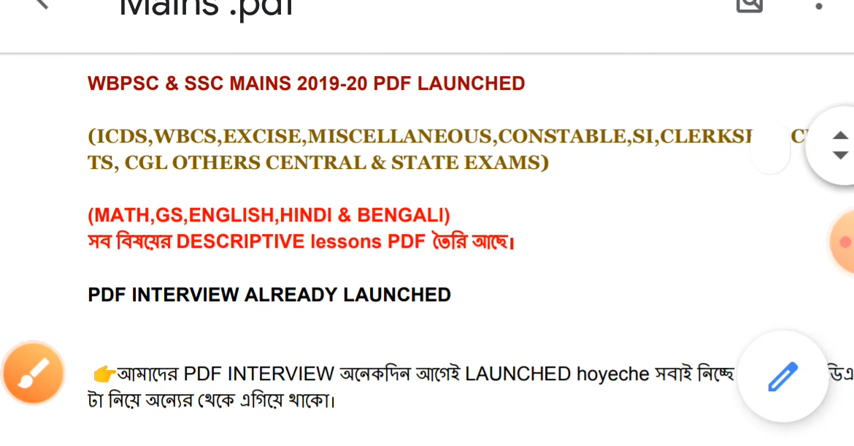 Mains .pdf
WBPSC & SSC MAINS 2019-20 PDF LAUNCHED
(ICDS,WBCS,EXCISE,MISCELLANEOUS,CONSTABLE,SI,
TS, CGL OTHERS CENTRAL & STATE EXAMS)
(MATH,GS,ENGLISH,HINDI & BENGALI)
সব বিষয়ের DESCRIPTIVE lessons PDF তৈরি আছে।
PDF INTERVIEW ALREADY LAUNCHED
👉আমাদের PDF INTERVIEW অনেকদিন আগেই LAUNCHED hoyeche সবাই নিচ্ছে
টা নিয়ে অন্যের থেকে এগিয়ে থাকো।